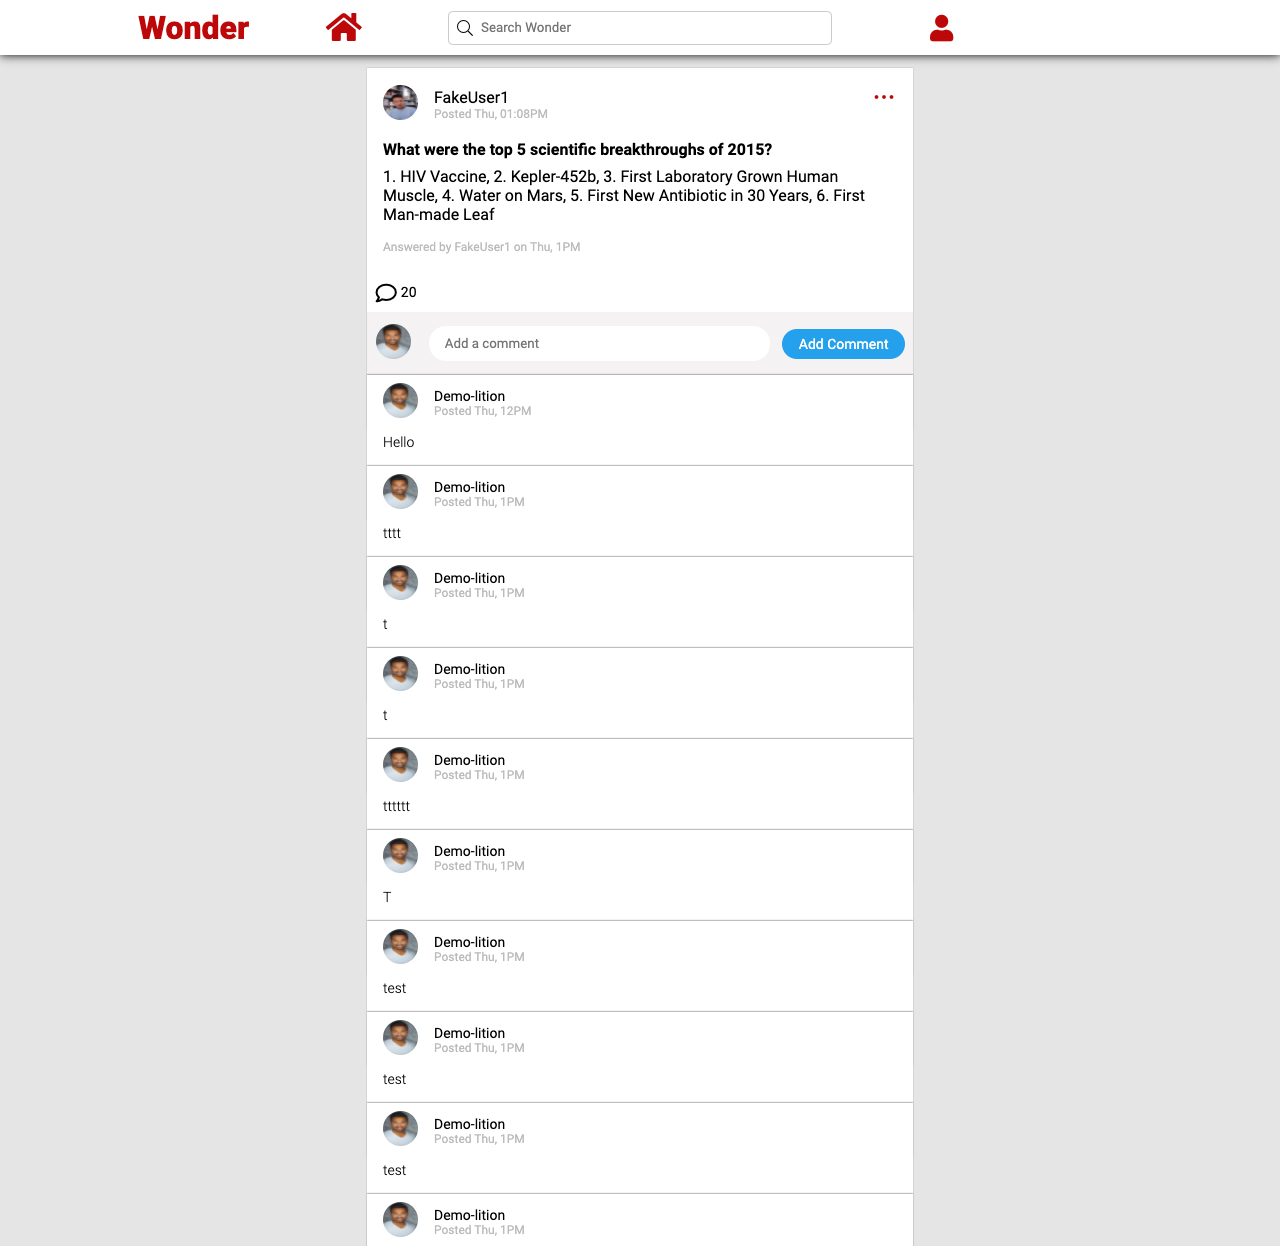 Wonder
Search Wonder
FakeUser1
Posted Thu, 01:08PM
What were the top 5 scientific breakthroughs of 2015?
1. HIV Vaccine, 2. Kepler-452b, 3. First Laboratory Grown Human
Muscle, 4. Water on Mars, 5. First New Antibiotic in 30 Years, 6. First
Man-made Leaf
Answered by FakeUser1 on Thu, 1PM
20
Add a comment
Add Comment
Demo-lition
Posted Thu, 12PM
Hello
Demo-lition
Posted Thu, 1PM
tttt
Demo-lition
Posted Thu, 1PM
t
Demo-lition
Posted Thu, 1PM
t
Demo-lition
Posted Thu, 1PM
tttttt
Demo-lition
Posted Thu, 1PM
T
Demo-lition
Posted Thu, 1PM
test
Demo-lition
Posted Thu, 1PM
test
Demo-lition
Posted Thu, 1PM
test
Demo-lition
Posted Thu, 1PM